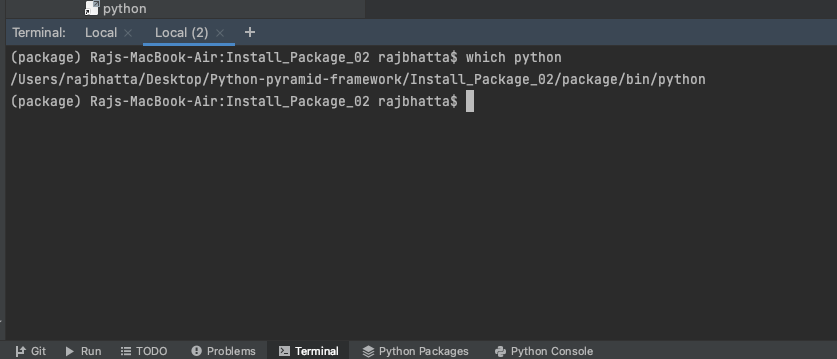 python
Terminal: Local × Local (2) × +
(package) Rajs-MacBook-Air:Install_Package_02 rajbhatta$ which python
/Users/rajbhatta/Desktop/Python-pyramid-framework/Install_Package_02/package/bin/python
(package) Rajs-MacBook-Air:Install_Package_02 rajbhatta$
Git Run TODO Problems Terminal Python Packages Python Console